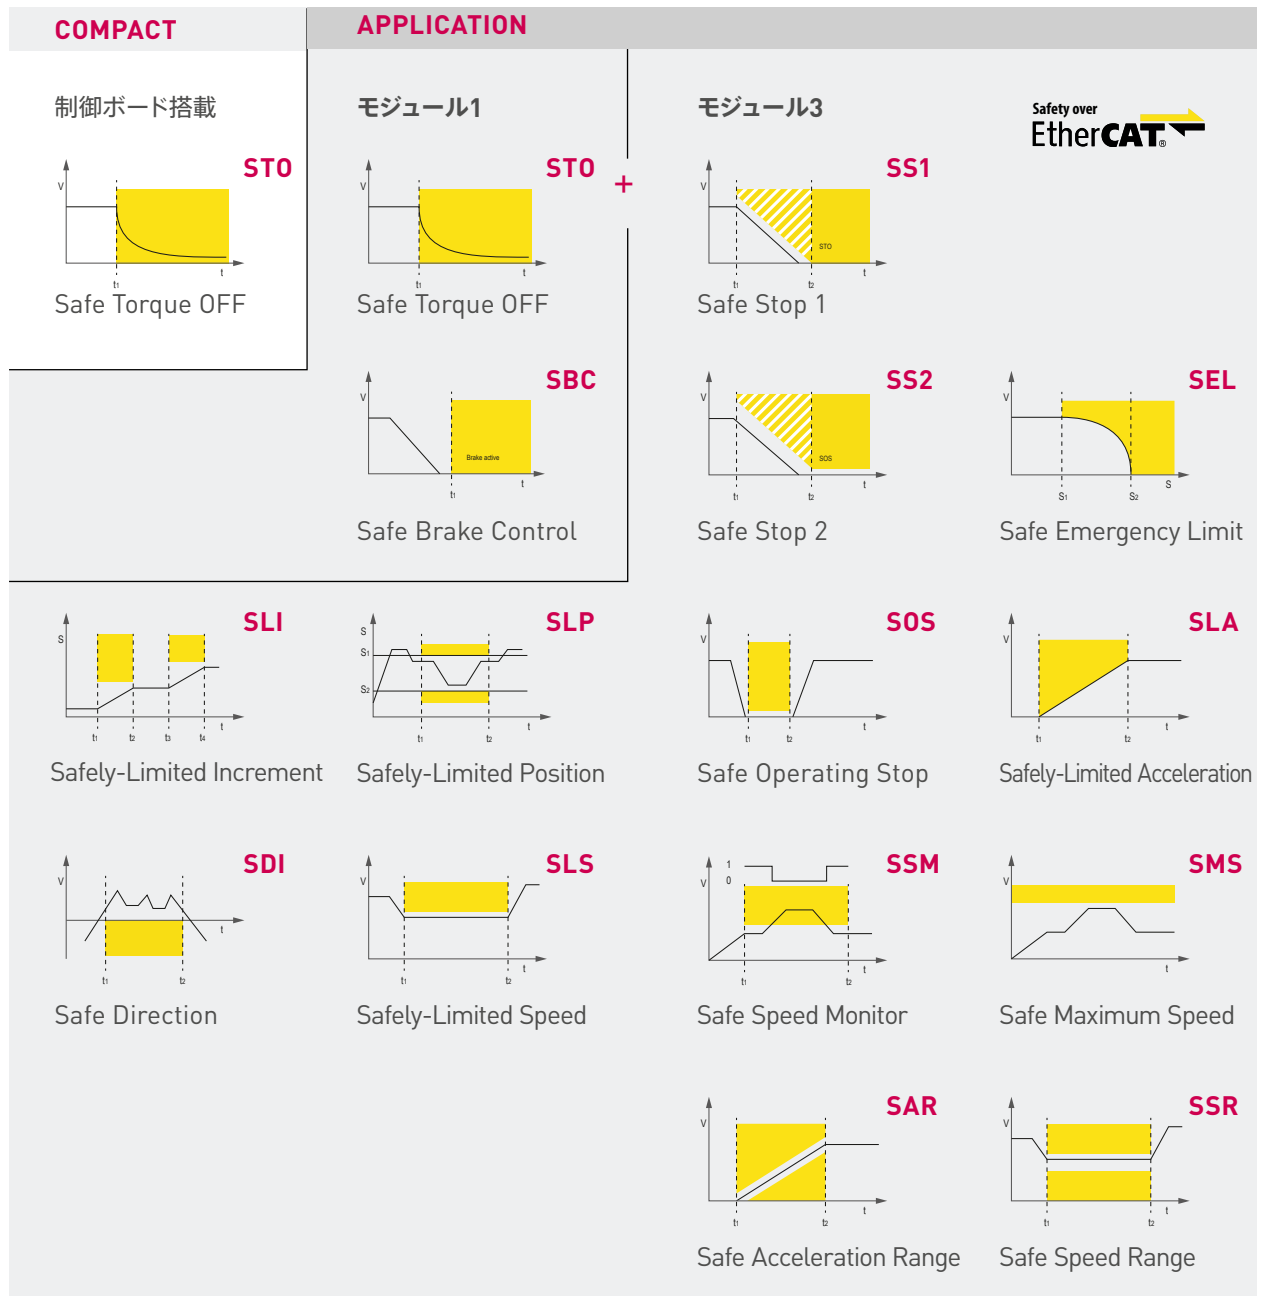 COMPACT
APPLICATION
制御ボード搭載
モジュール1
モジュール3
Safety over
EtherCAT®
STO
V
t
t1
Safe Torque OFF
STO
+
V
t
t1
Safe Torque OFF
SS1
V
STO
t
t1 t2
Safe Stop 1
SBC
V
Brake active
t
t1
Safe Brake Control
SS2
V
SOS
t
t1 t2
Safe Stop 2
SEL
V
S
S1 S2
Safe Emergency Limit
SLI
S
t
t1 t2 t3 t4
Safely-Limited Increment
SLP
S
S1
S2
t
t1 t2
Safely-Limited Position
SOS
V
t
t1 t2
Safe Operating Stop
SLA
V
t
t1 t2
Safely-Limited Acceleration
SDI
V
t
t1 t2
Safe Direction
SLS
V
t
t1 t2
Safely-Limited Speed
SSM
1
0
V
t
t1 t2
Safe Speed Monitor
SMS
V
t
Safe Maximum Speed
SAR
V
t
t1 t2
Safe Acceleration Range
SSR
V
t
t1 t2
Safe Speed Range